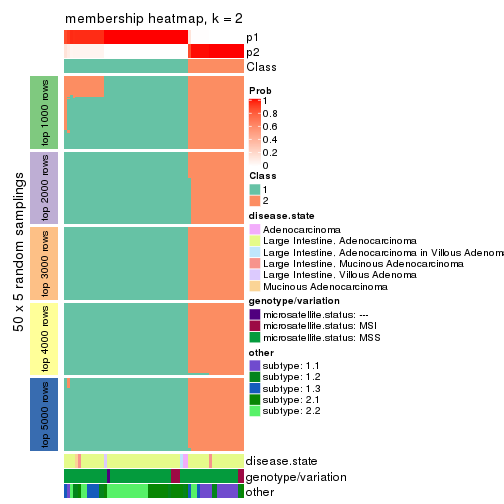 membership heatmap, k = 2
p1
p2
Class
50 x 5 random samplings
top 1000 rows
top 2000 rows
top 3000 rows
top 4000 rows
top 5000 rows
Prob
1
0.8
0.6
0.4
0.2
0
Class
1
2
disease.state
Adenocarcinoma
Large Intestine. Adenocarcinoma
Large Intestine. Adenocarcinoma in Villous Adenom
Large Intestine. Mucinous Adenocarcinoma
Large Intestine. Villous Adenoma
Mucinous Adenocarcinoma
genotype/variation
microsatellite.status: ---
microsatellite.status: MSI
microsatellite.status: MSS
other
subtype: 1.1
subtype: 1.2
subtype: 1.3
subtype: 2.1
subtype: 2.2
disease.state
genotype/variation
other